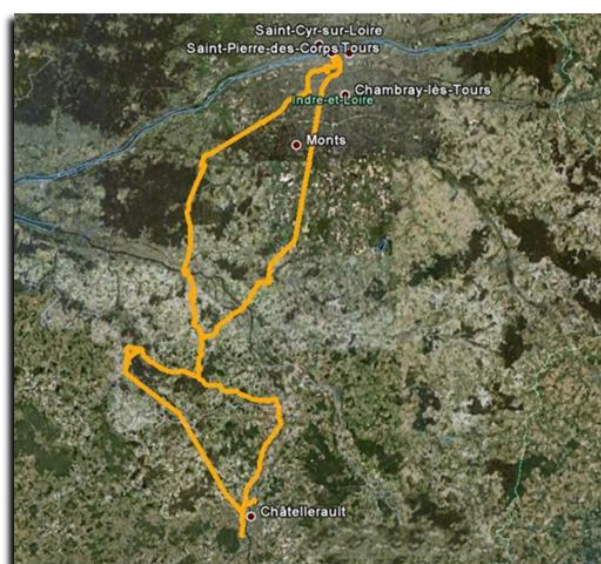 Saint-Cyr-sur-Loire
Saint-Pierre-des-Corps Tours
Chambray-lès-Tours
Indre-et-Loire
Monts
Châtellerault